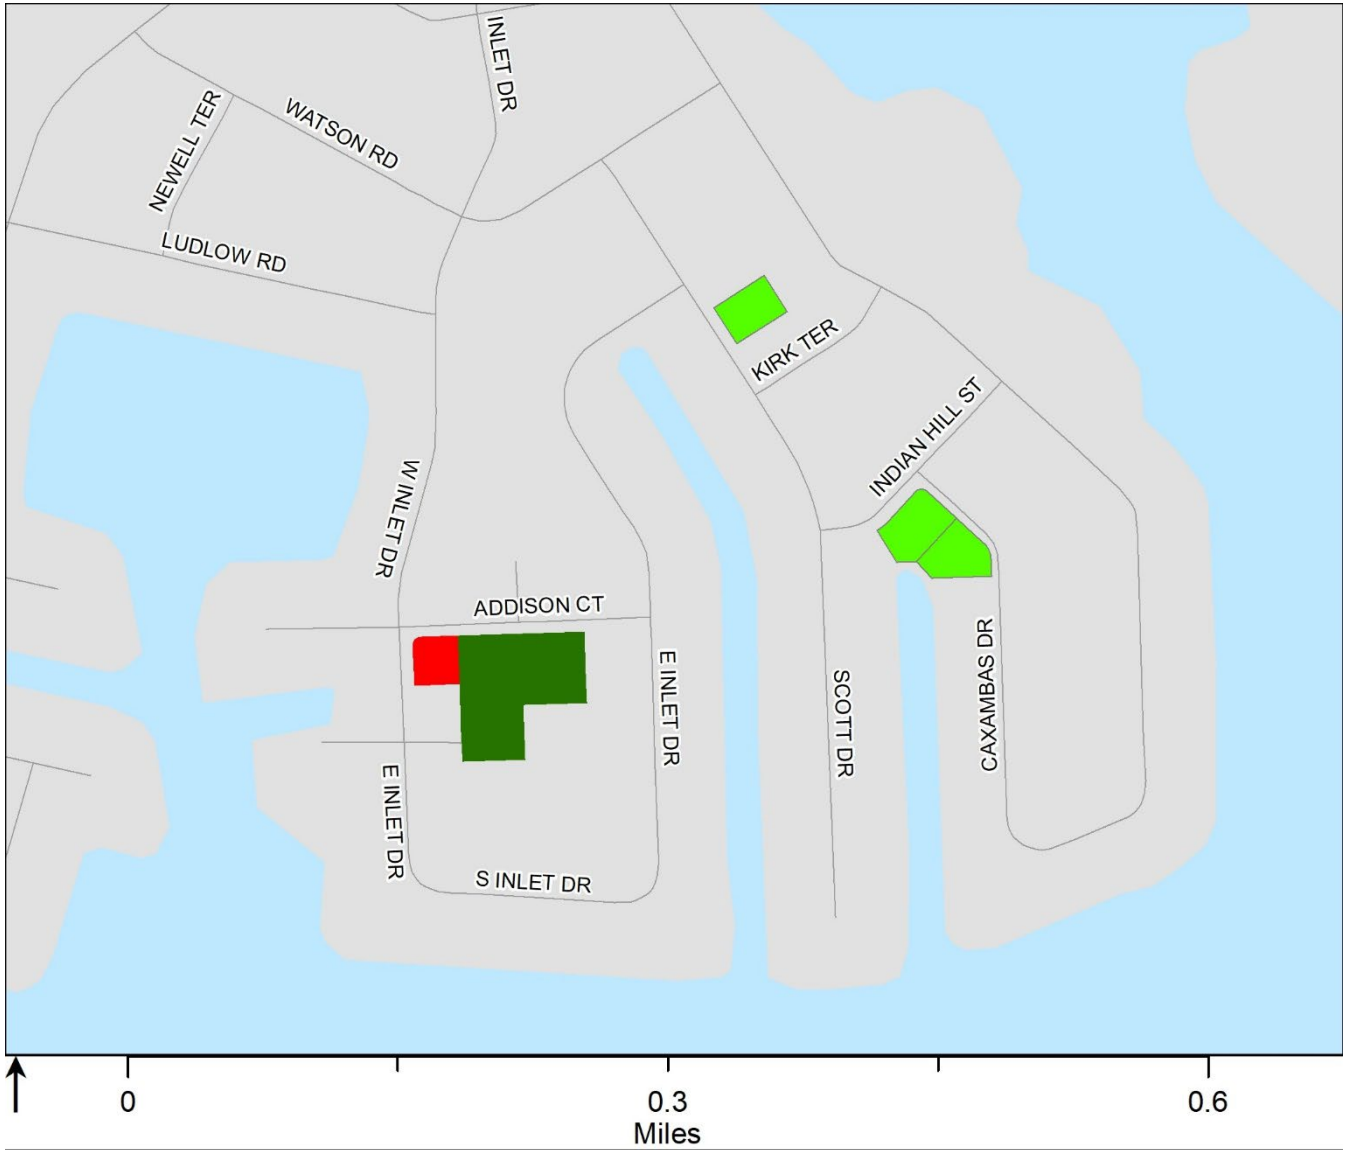 INLET DR
WATSON RD
NEWELL TER
LUDLOW RD
KIRK TER
INDIAN HILL ST
W INLET DR
ADDISON CT
E INLET DR
SCOTT DR
CAXAMBAS DR
E INLET DR
S INLET DR
0
0.3
0.6
Miles